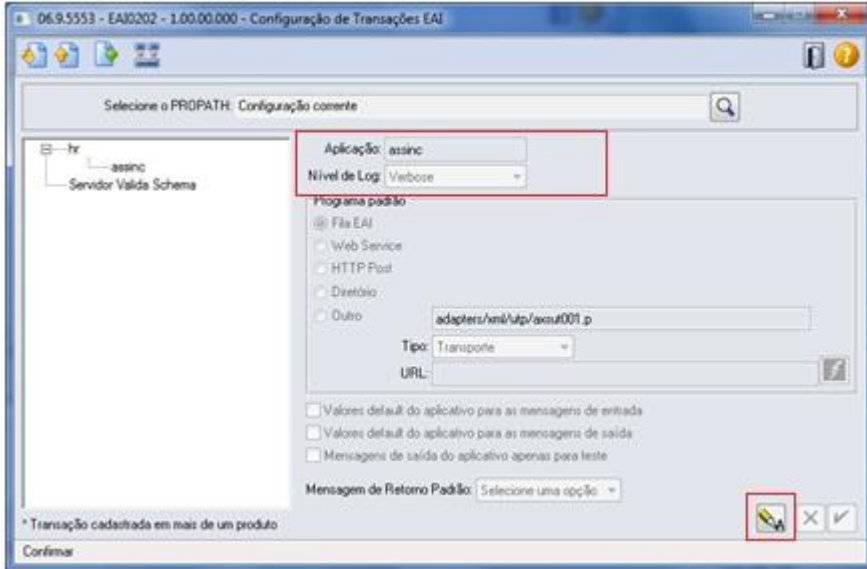 06.9.5553 - EAI0202 - 1.00.00.000 - Configuração de Transações EAI
Selecione o PROPATH: Configuração corrente
hr
assinc
Servidor Valida Schema
Aplicação: assinc
Nível de Log: Verbose
Programa padrão
Fila EAI
Web Service
HTTP Post
Diretório
Outro adapters/xml/utp/axsut001.p
Tipo: Transporte
URL:
Valores default do aplicativo para as mensagens de entrada
Valores default do aplicativo para as mensagens de saída
Mensagens de saída do aplicativo apenas para teste
Mensagem de Retorno Padrão: Selecione uma opção
* Transação cadastrada em mais de um produto
Confirmar